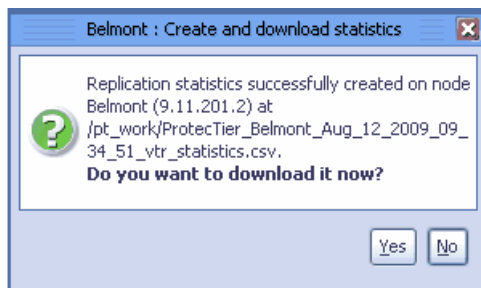 Belmont : Create and download statistics
Replication statistics successfully created on node
Belmont (9.11.201.2) at
/pt_work/ProtecTier_Belmont_Aug_12_2009_09_
34_51_vtr_statistics.csv.
Do you want to download it now?
Yes No